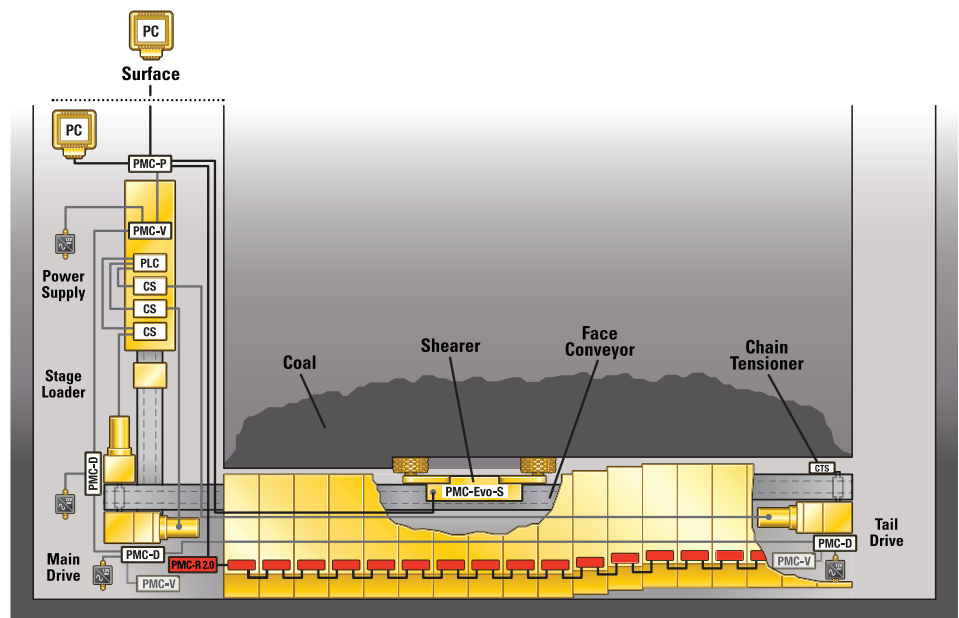 PC
Surface
PC
PMC-P
PMC-V
Power
Supply
PLC
CS
CS
CS
Stage
Loader
Coal
Shearer
Face
Conveyor
Chain
Tensioner
PMC-D
PMC-Evo-S
CTS
Main
Drive
PMC-D
PMC-V
PMC-R 2.0
Tail
Drive
PMC-D
PMC-V